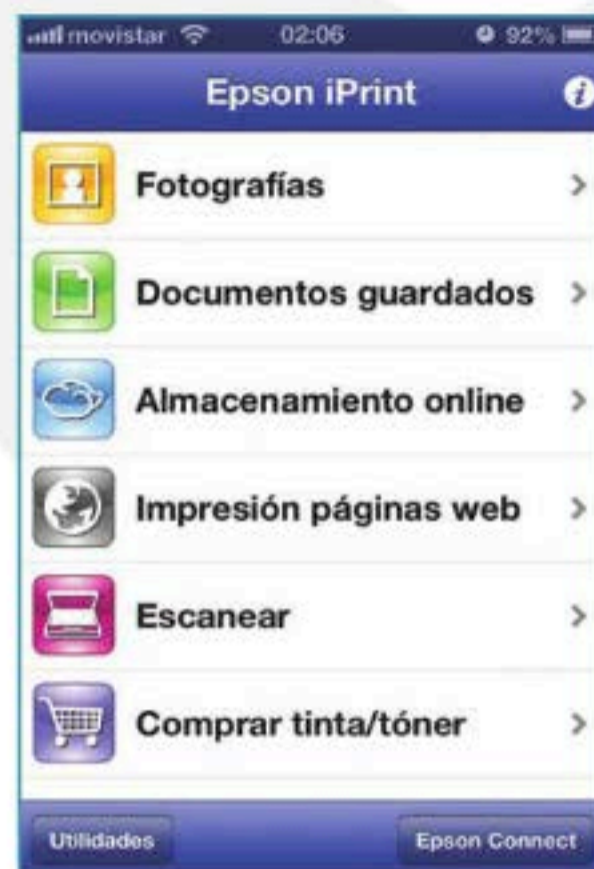 movistar 02:06 92%
Epson iPrint
Fotografías
Documentos guardados
Almacenamiento online
Impresión páginas web
Escanear
Comprar tinta/tóner
Utilidades Epson Connect